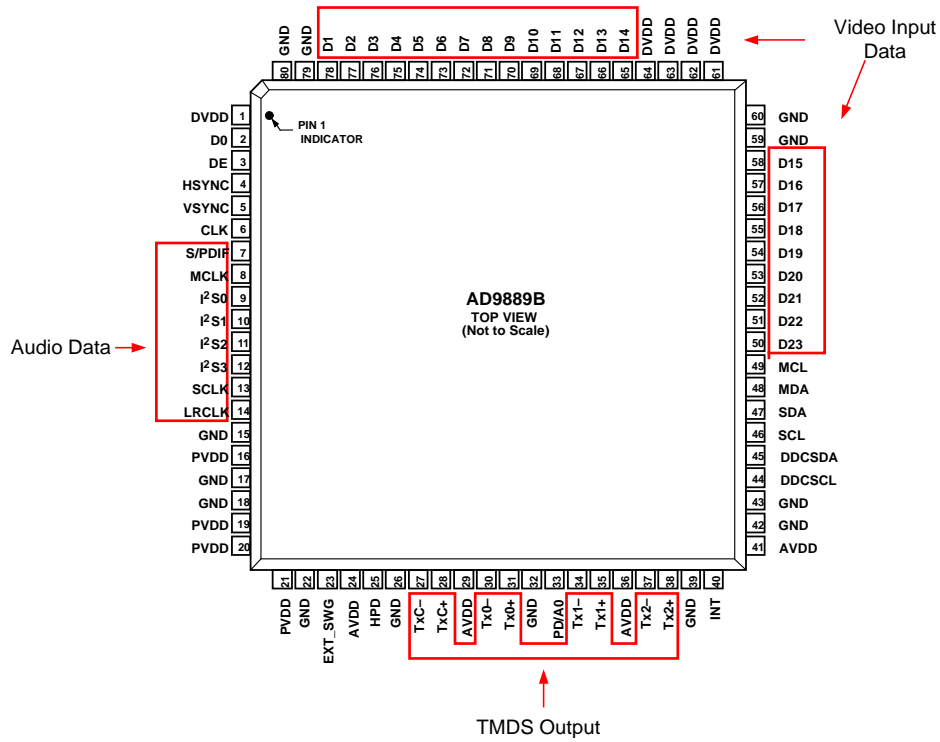 GND GND D1 D2 D3 D4 D5 D6 D7 D8 D9 D10 D11 D12 D13 D14 DVDD DVDD DVDD DVDD
80 79 78 77 76 75 74 73 72 71 70 69 68 67 66 65 64 63 62 61
Video Input
Data
PIN 1
INDICATOR
DVDD 1
D0 2
DE 3
HSYNC 4
VSYNC 5
CLK 6
S/PDIF 7
MCLK 8
I²S0 9
I²S1 10
I²S2 11
I²S3 12
SCLK 13
LRCLK 14
GND 15
PVDD 16
GND 17
GND 18
PVDD 19
PVDD 20
Audio Data
AD9889B
TOP VIEW
(Not to Scale)
60 GND
59 GND
58 D15
57 D16
56 D17
55 D18
54 D19
53 D20
52 D21
51 D22
50 D23
49 MCL
48 MDA
47 SDA
46 SCL
45 DDCSDA
44 DDCSCL
43 GND
42 GND
41 AVDD
21 22 23 24 25 26 27 28 29 30 31 32 33 34 35 36 37 38 39 40
PVDD GND EXT_SWG AVDD HPD GND TxC– TxC+ AVDD Tx0– Tx0+ GND PD/A0 Tx1– Tx1+ AVDD Tx2– Tx2+ GND INT
TMDS Output